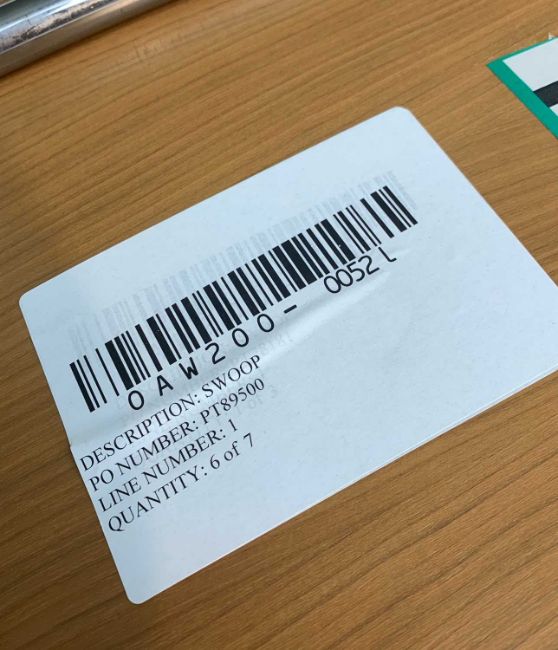 0AW200-0052L
DESCRIPTION: SWOOP
PO NUMBER: PT89500
LINE NUMBER: 1
QUANTITY: 6 of 7